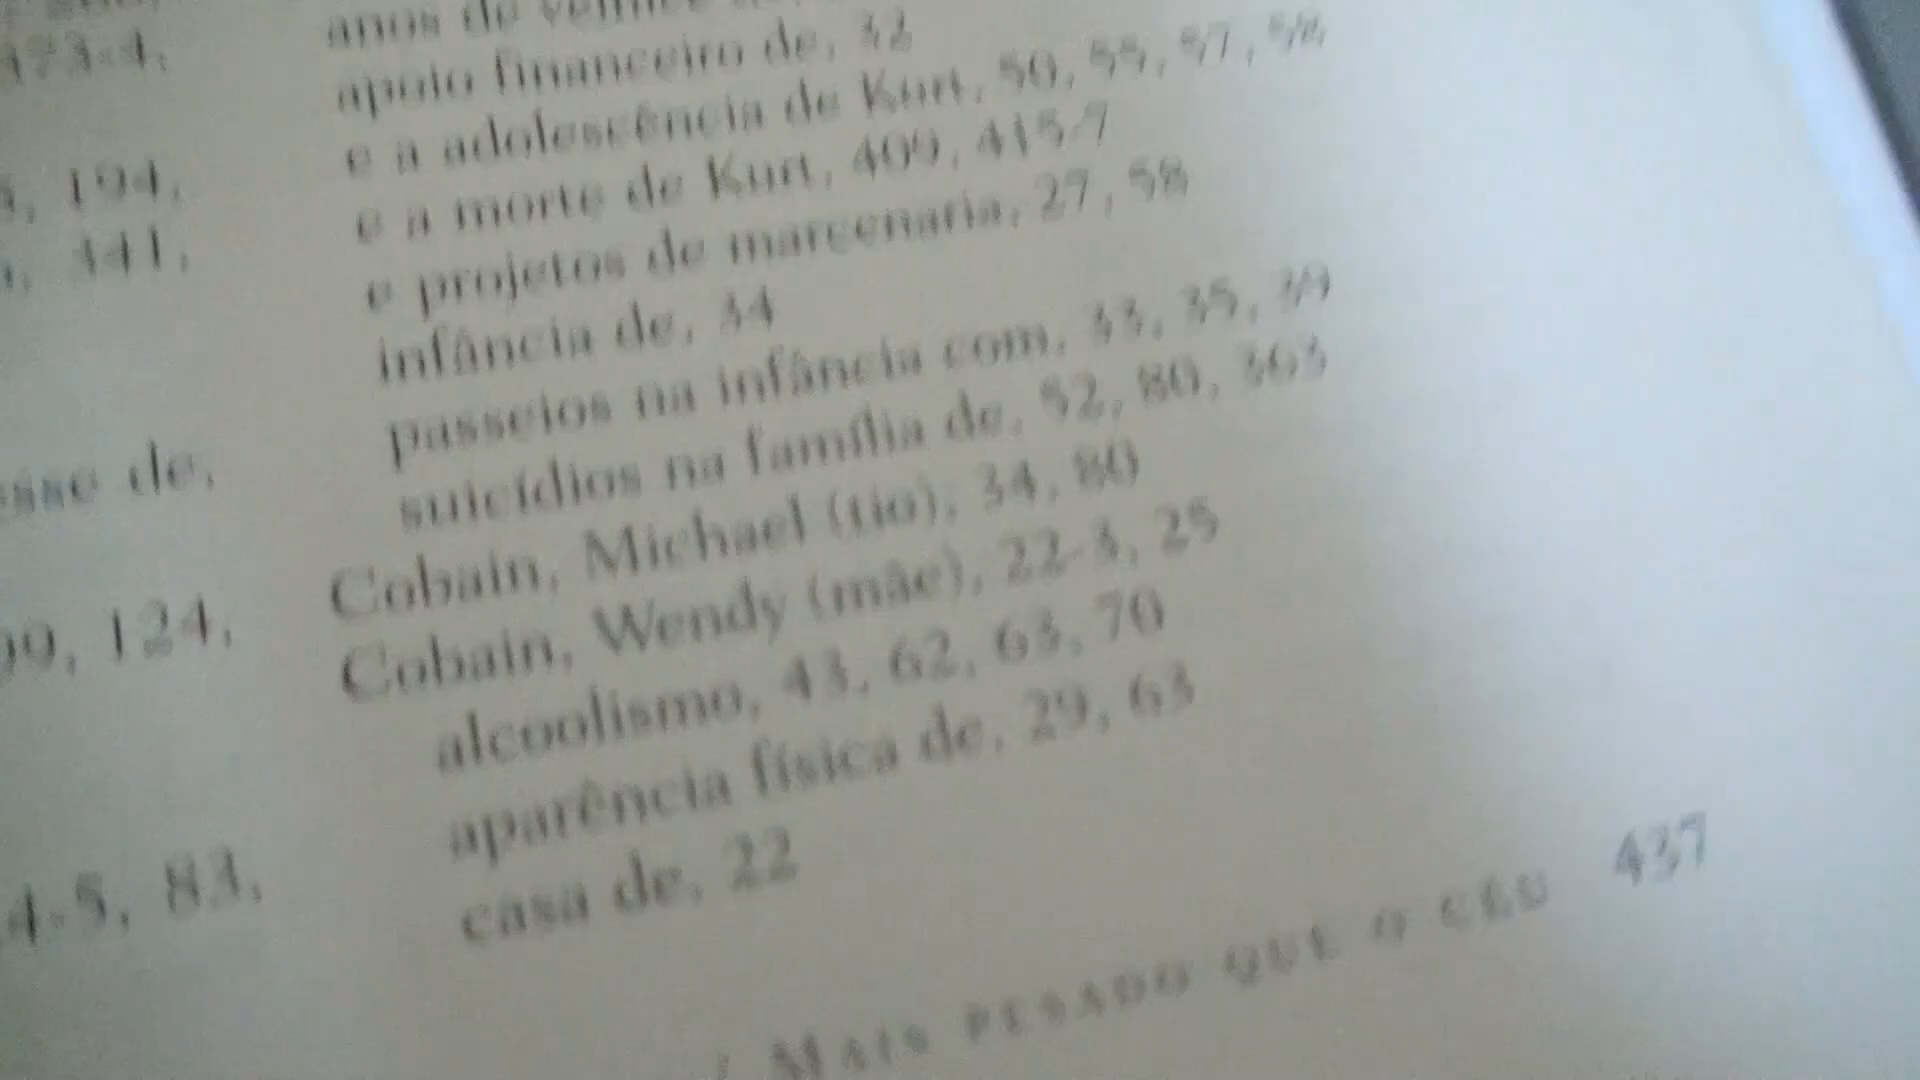 173-4,
194,
341,
sse de,
99, 124,
4-5, 83,
anos de
apoio financeiro de, 32
e a adolescência de Kurt, 50, 55, 57, 58
e a morte de Kurt, 409, 415-7
e projetos de marcenaria, 27, 58
infância de, 34
passeios na infância com, 33, 35,
suicídios na família de, 52, 80, 363
Cobain, Michael (tio), 34, 80
Cobain, Wendy (mãe), 22-3, 25
alcoolismo, 43, 62, 63, 70
aparência física de, 29, 63
casa de, 22
MAIS PESADO QUE O CÉU 437